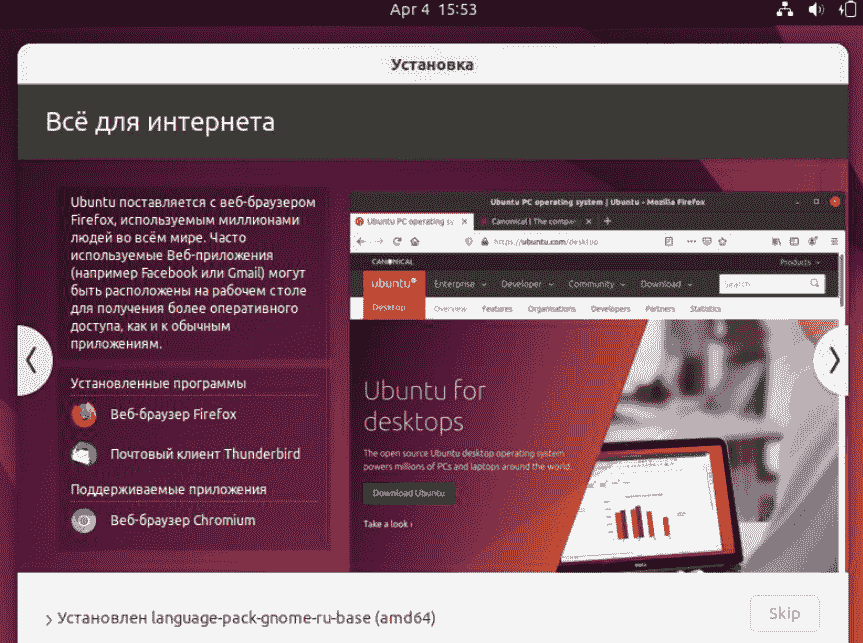 Apr 4 15:53
Установка
Всё для интернета
Ubuntu поставляется с веб-браузером
Firefox, используемым миллионами
людей во всём мире. Часто
используемые Веб-приложения
(например Facebook или Gmail) могут
быть расположены на рабочем столе
для получения более оперативного
доступа, как и к обычным
приложениям.
Установленные программы
Веб-браузер Firefox
Почтовый клиент Thunderbird
Поддерживаемые приложения
Веб-браузер Chromium
Ubuntu PC operating system | Ubuntu - Mozilla Firefox
Ubuntu PC operating sy
Canonical | The compan
https://ubuntu.com/desktop
CANONICAL
Products
ubuntu Enterprise Developer Community Download Search
Desktop Overview Features Organisations Developers Partners Statistics
Ubuntu for
desktops
The open source Ubuntu desktop operating system
powers millions of PCs and laptops around the world.
Download Ubuntu
Take a look ›
Установлен language-pack-gnome-ru-base (amd64)
Skip